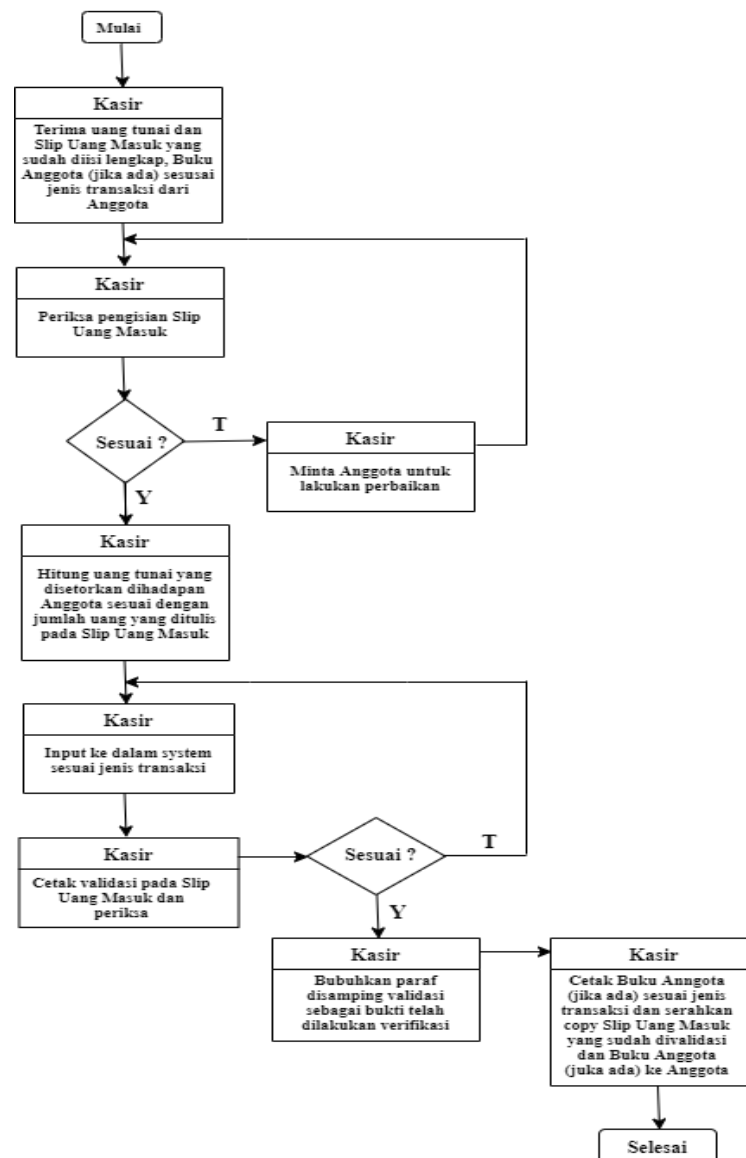 Mulai
Kasir
Terima uang tunai dan
Slip Uang Masuk yang
sudah diisi lengkap, Buku
Anggota (jika ada) sesusai
jenis transaksi dari
Anggota
Kasir
Periksa pengisian Slip
Uang Masuk
Sesuai ?
T
Kasir
Minta Anggota untuk
lakukan perbaikan
Y
Kasir
Hitung uang tunai yang
disetorkan dihadapan
Anggota sesuai dengan
jumlah uang yang ditulis
pada Slip Uang Masuk
Kasir
Input ke dalam system
sesuai jenis transaksi
Kasir
Cetak validasi pada Slip
Uang Masuk dan
periksa
Sesuai ?
T
Y
Kasir
Bubuhkan paraf
disamping validasi
sebagai bukti telah
dilakukan verifikasi
Kasir
Cetak Buku Anngota
(jika ada) sesuai jenis
transaksi dan serahkan
copy Slip Uang Masuk
yang sudah divalidasi
dan Buku Anggota
(juka ada) ke Anggota
Selesai